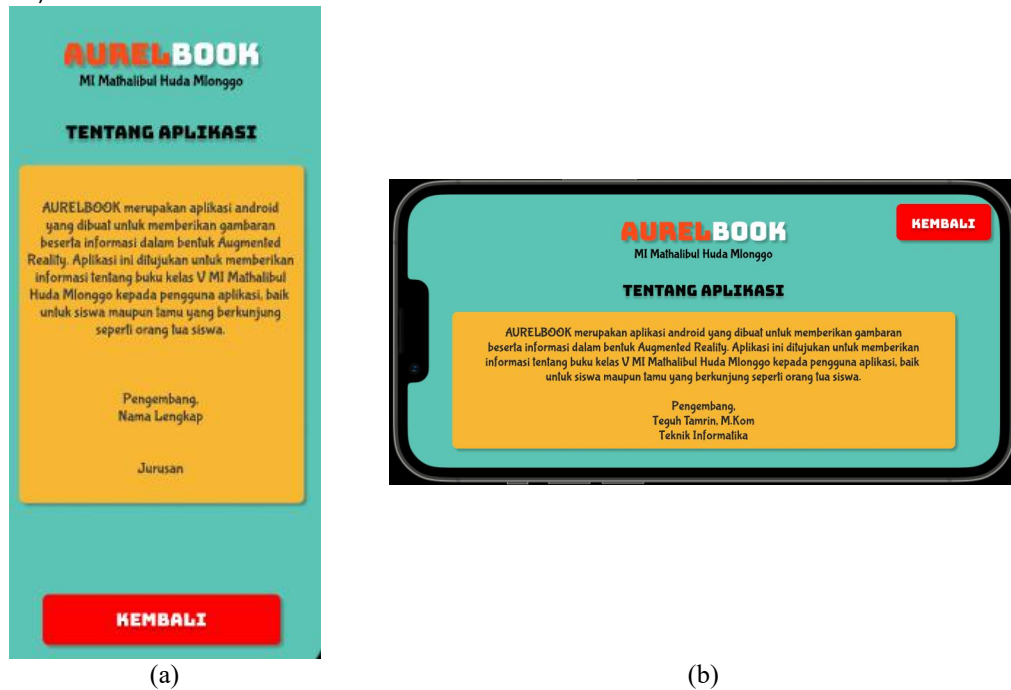 AURELBOOK
MI Mathalibul Huda Mlonggo
TENTANG APLIKASI
AURELBOOK merupakan aplikasi android
yang dibuat untuk memberikan gambaran
beserta informasi dalam bentuk Augmented
Reality. Aplikasi ini ditujukan untuk memberikan
informasi tentang buku kelas V MI Mathalibul
Huda Mlonggo kepada pengguna aplikasi, baik
untuk siswa maupun tamu yang berkunjung
seperti orang tua siswa.
Pengembang,
Nama Lengkap
Jurusan
KEMBALI
(a)
AURELBOOK
MI Mathalibul Huda Mlonggo
KEMBALI
TENTANG APLIKASI
AURELBOOK merupakan aplikasi android yang dibuat untuk memberikan gambaran
beserta informasi dalam bentuk Augmented Reality. Aplikasi ini ditujukan untuk memberikan
informasi tentang buku kelas V MI Mathalibul Huda Mlonggo kepada pengguna aplikasi, baik
untuk siswa maupun tamu yang berkunjung seperti orang tua siswa.
Pengembang,
Teguh Tamrin, M.Kom
Teknik Informatika
(b)